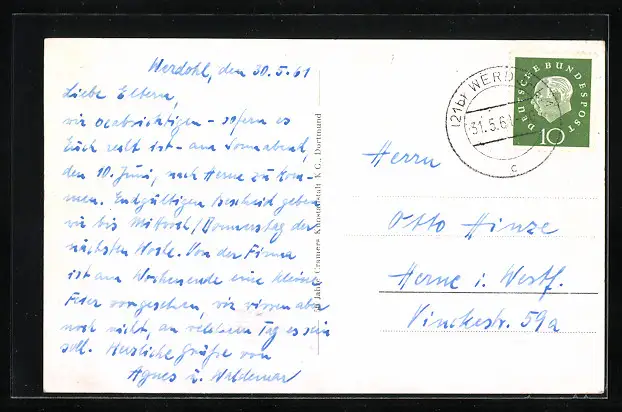 Werdohl, den 30.5.61
Liebe Eltern,
wir beabsichtigen - sofern es
Euch recht ist - am Sonnabend,
den 10. Juni, nach Herne zu kom-
men. Endgültigen Bescheid geben
wir bis Mittwoch/Donnerstag der
nächsten Woche. Von der Firma
ist am Wochenende eine kleine
Feier vorgesehen, wir wissen aber
noch nicht, an welchem Tag es sein
soll. Herzliche Grüße von
Agnes u. Waldemar
Jahre Cramers Kunstanstalt K.G., Dortmund
(21b) WERDOHL
31.5.61
c
DEUTSCHE BUNDESPOST
10
Herrn
Otto Hinze
Herne i. Westf.
Vinckestr. 59a